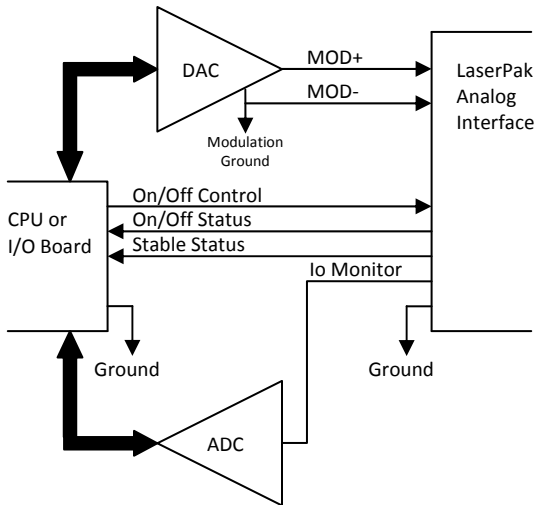 DAC
MOD+
MOD-
Modulation
Ground
LaserPak
Analog
Interface
CPU or
I/O Board
On/Off Control
On/Off Status
Stable Status
Io Monitor
Ground
Ground
ADC